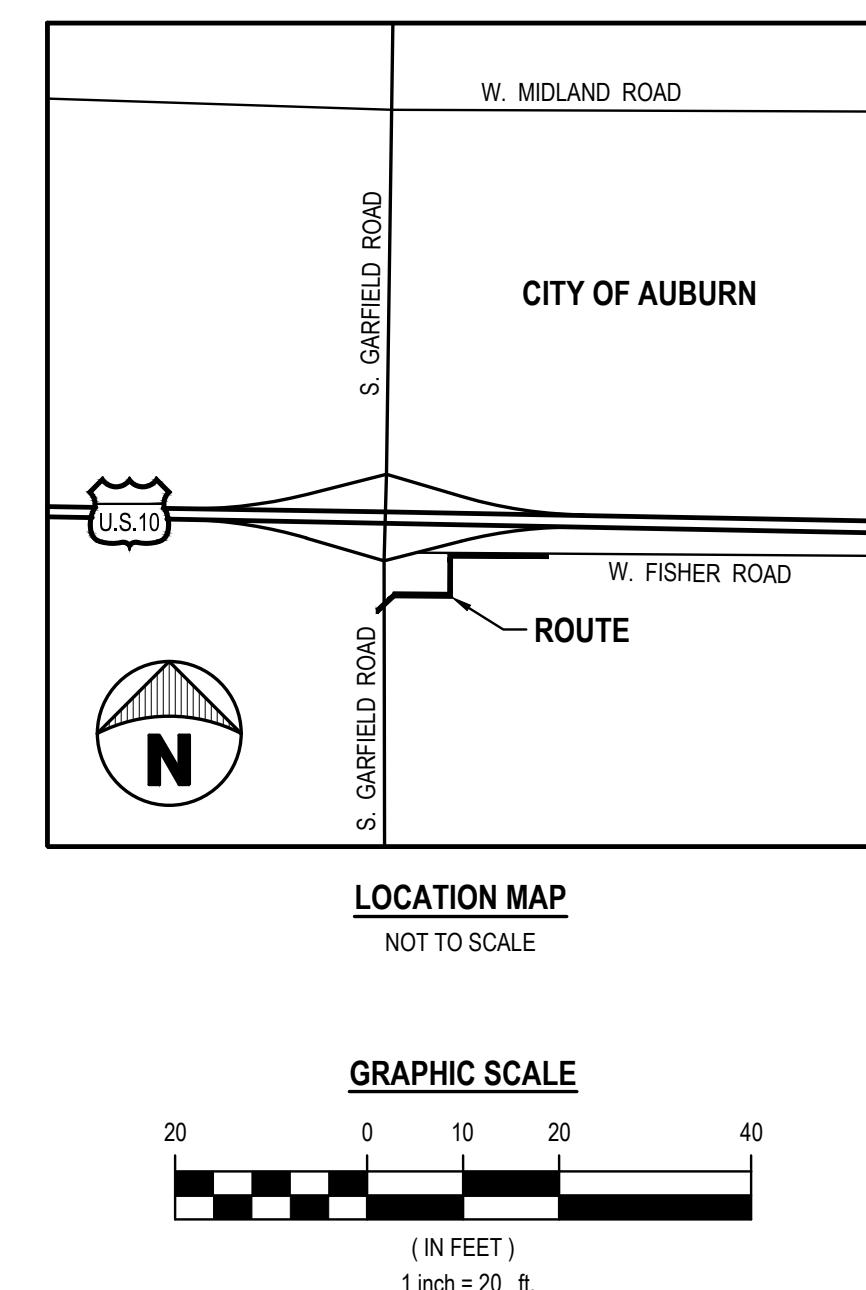 W. MIDLAND ROAD
S. GARFIELD ROAD
CITY OF AUBURN
U.S.10
W. FISHER ROAD
ROUTE
S. GARFIELD ROAD
N
LOCATION MAP
NOT TO SCALE
GRAPHIC SCALE
20 0 10 20 40
( IN FEET )
1 inch = 20 ft.